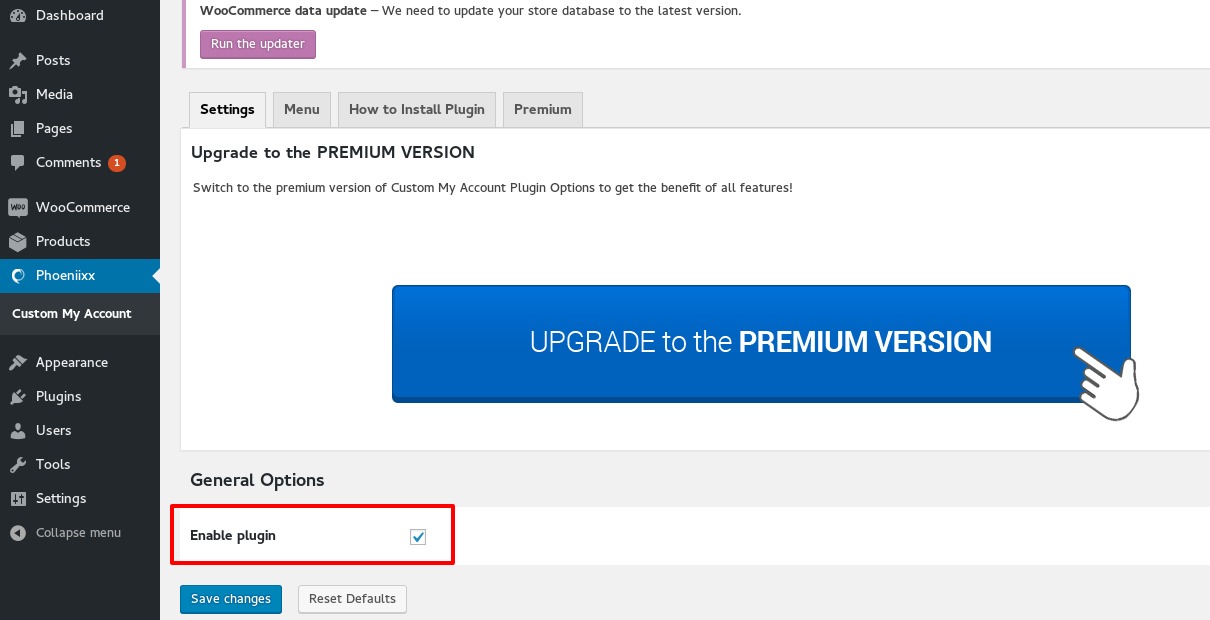 Dashboard
Posts
Media
Pages
Comments 1
WOO WooCommerce
Products
Phoeniixx
Custom My Account
Appearance
Plugins
Users
Tools
Settings
Collapse menu
WooCommerce data update – We need to update your store database to the latest version.
Run the updater
Settings Menu How to Install Plugin Premium
Upgrade to the PREMIUM VERSION
Switch to the premium version of Custom My Account Plugin Options to get the benefit of all features!
UPGRADE to the PREMIUM VERSION
General Options
Enable plugin
Save changes Reset Defaults